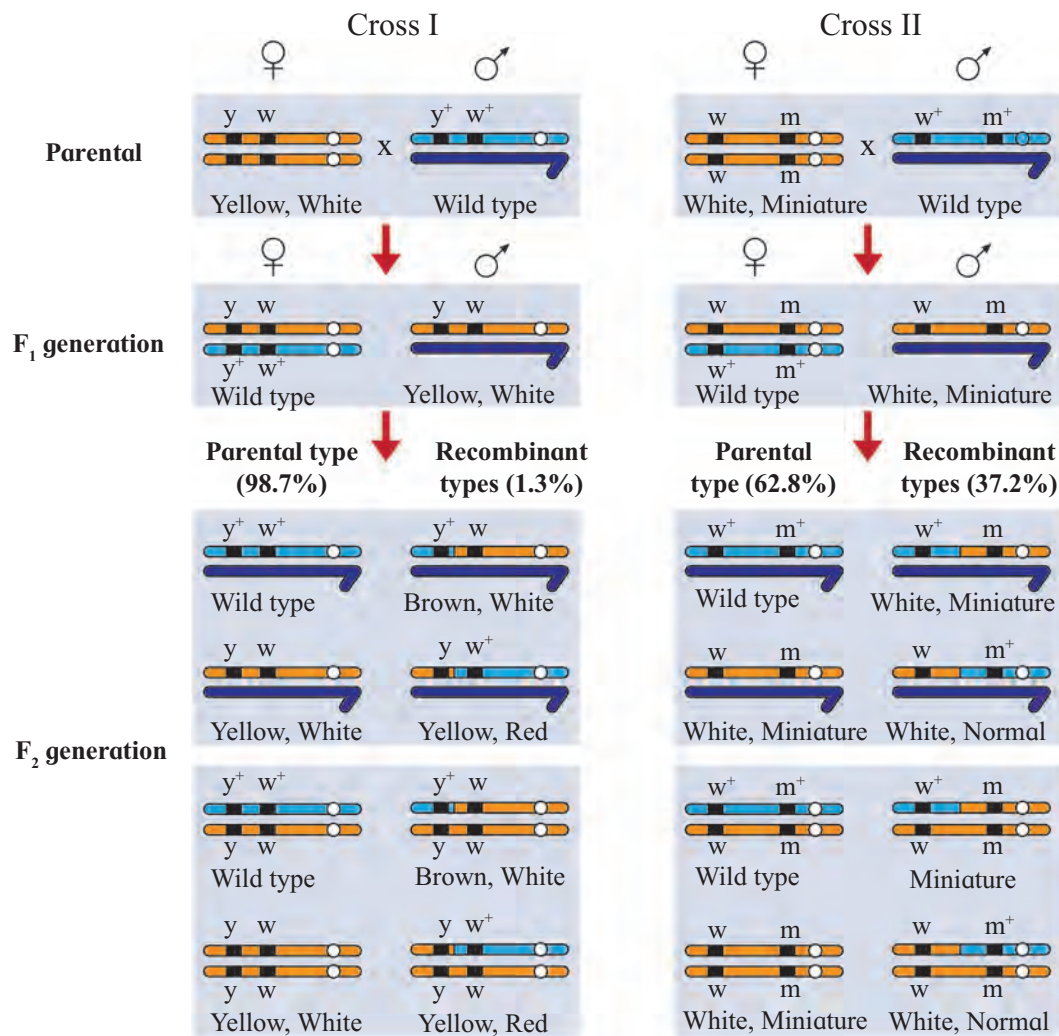 Cross I Cross II
♀ ♂ ♀ ♂
Parental
y w y⁺ w⁺ w m w⁺ m⁺
x x
w m
Yellow, White Wild type White, Miniature Wild type
♀ ♂ ♀ ♂
F₁ generation
y w y w w m w m
y⁺ w⁺ w⁺ m⁺
Wild type Yellow, White Wild type White, Miniature
Parental type Recombinant Parental Recombinant
(98.7%) types (1.3%) type (62.8%) types (37.2%)
F₂ generation
y⁺ w⁺ y⁺ w w⁺ m⁺ w⁺ m
Wild type Brown, White Wild type White, Miniature
y w y w⁺ w m w m⁺
Yellow, White Yellow, Red White, Miniature White, Normal
y⁺ w⁺ y⁺ w w⁺ m⁺ w⁺ m
y w y w w m w m
Wild type Brown, White Wild type Miniature
y w y w⁺ w m w m⁺
y w y w w m w m
Yellow, White Yellow, Red White, Miniature White, Normal